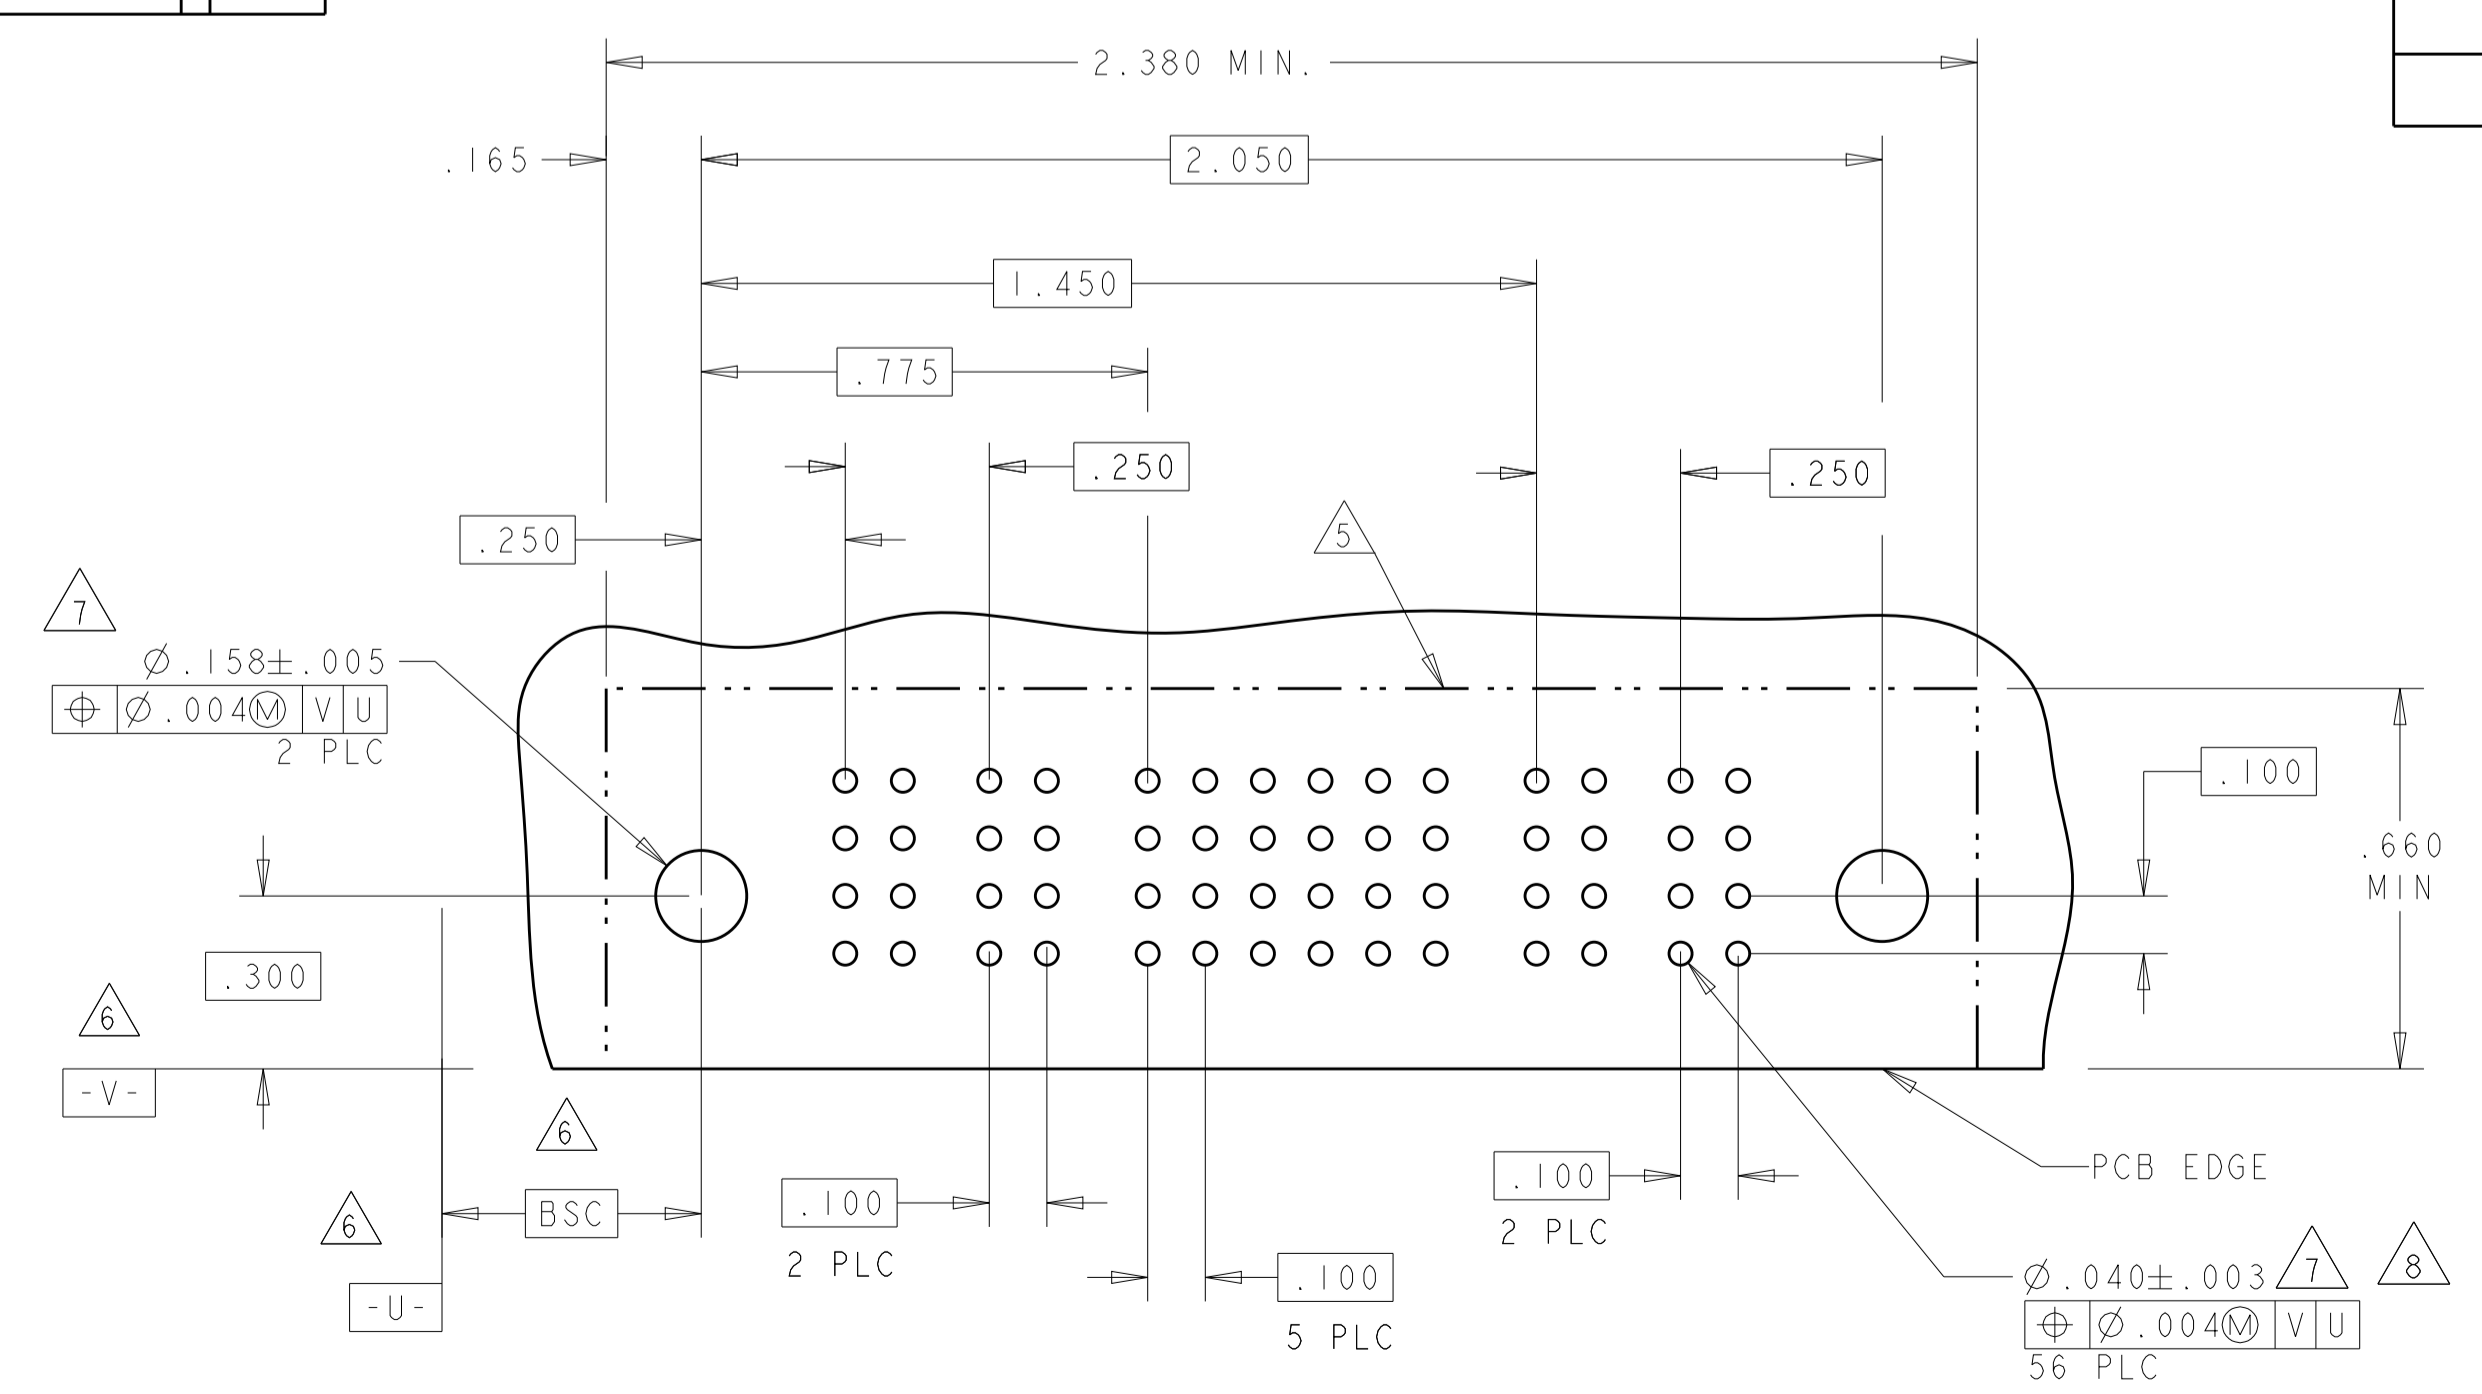 2.380 MIN.
.165
2.050
1.450
.775
.250
.250
.250
5
7
Ø.158±.005
⌖ Ø.004Ⓜ V U
2 PLC
.100
.660
MIN
.300
6
-V-
6
6
BSC
-U-
.100
2 PLC
.100
5 PLC
.100
2 PLC
PCB EDGE
Ø.040±.003 7 8
⌖ Ø.004Ⓜ V U
56 PLC